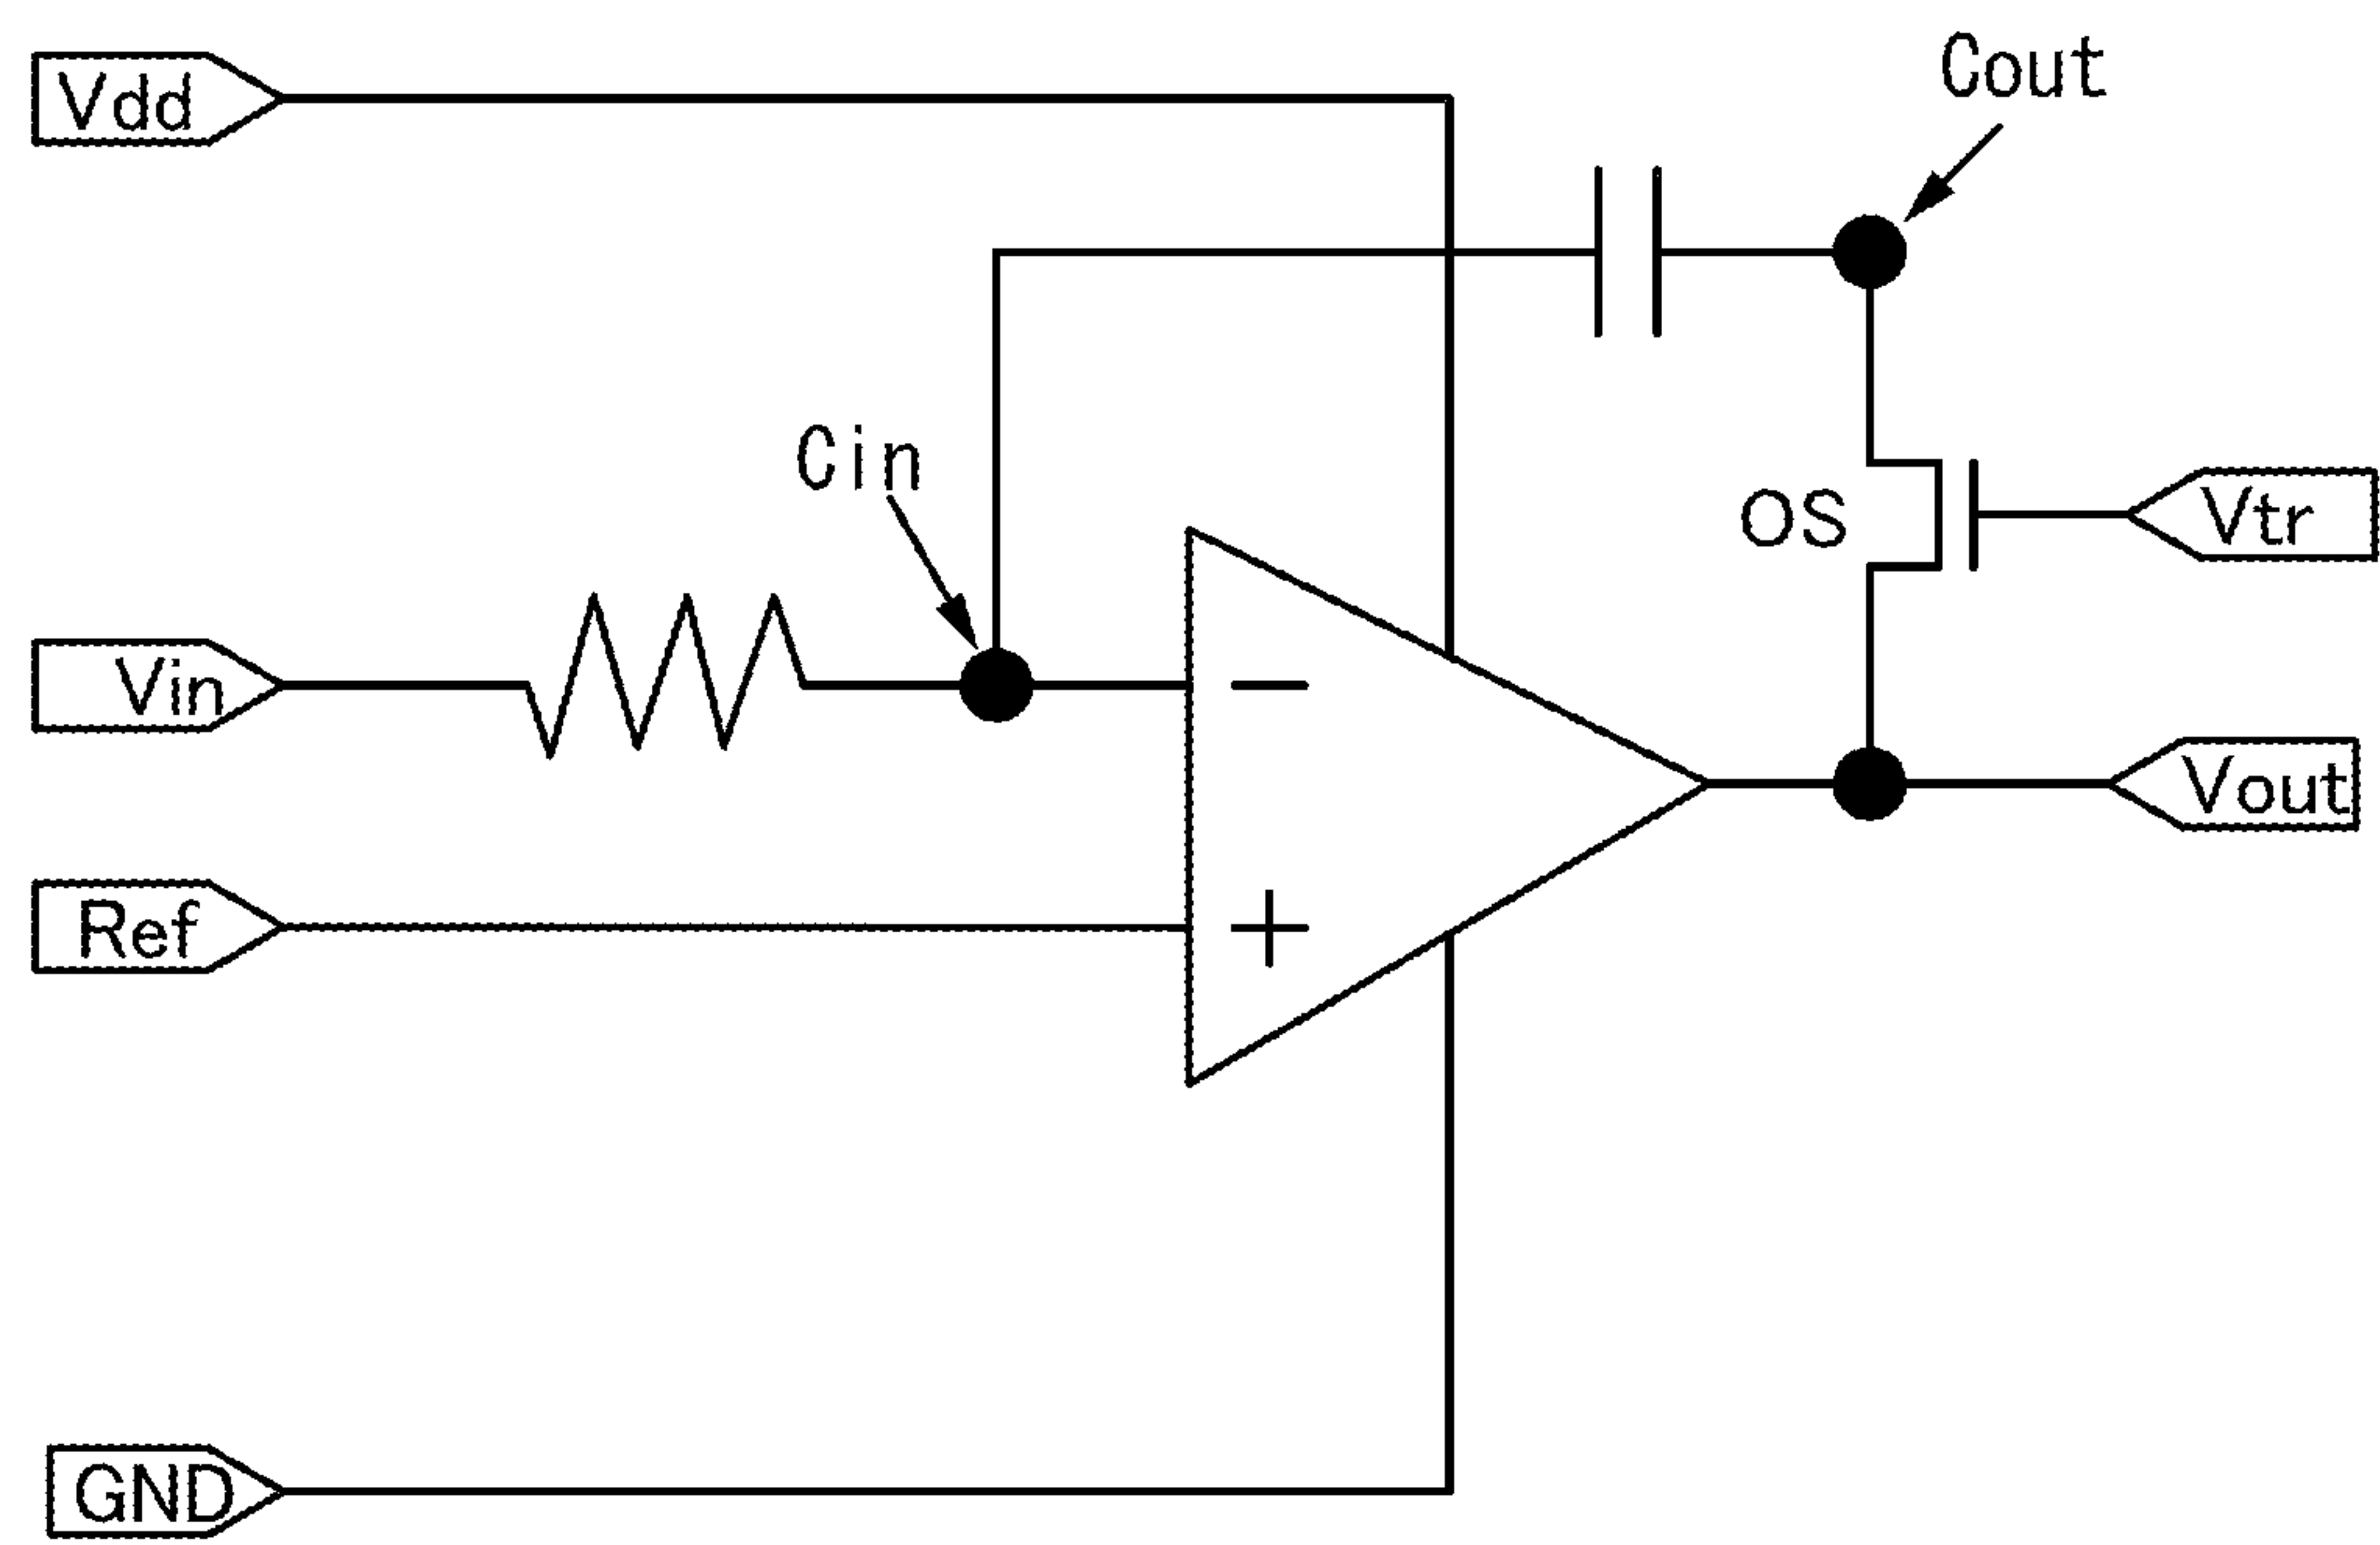 Vdd
Cout
Cin
OS
Vtr
Vin
−
Vout
Ref
+
GND